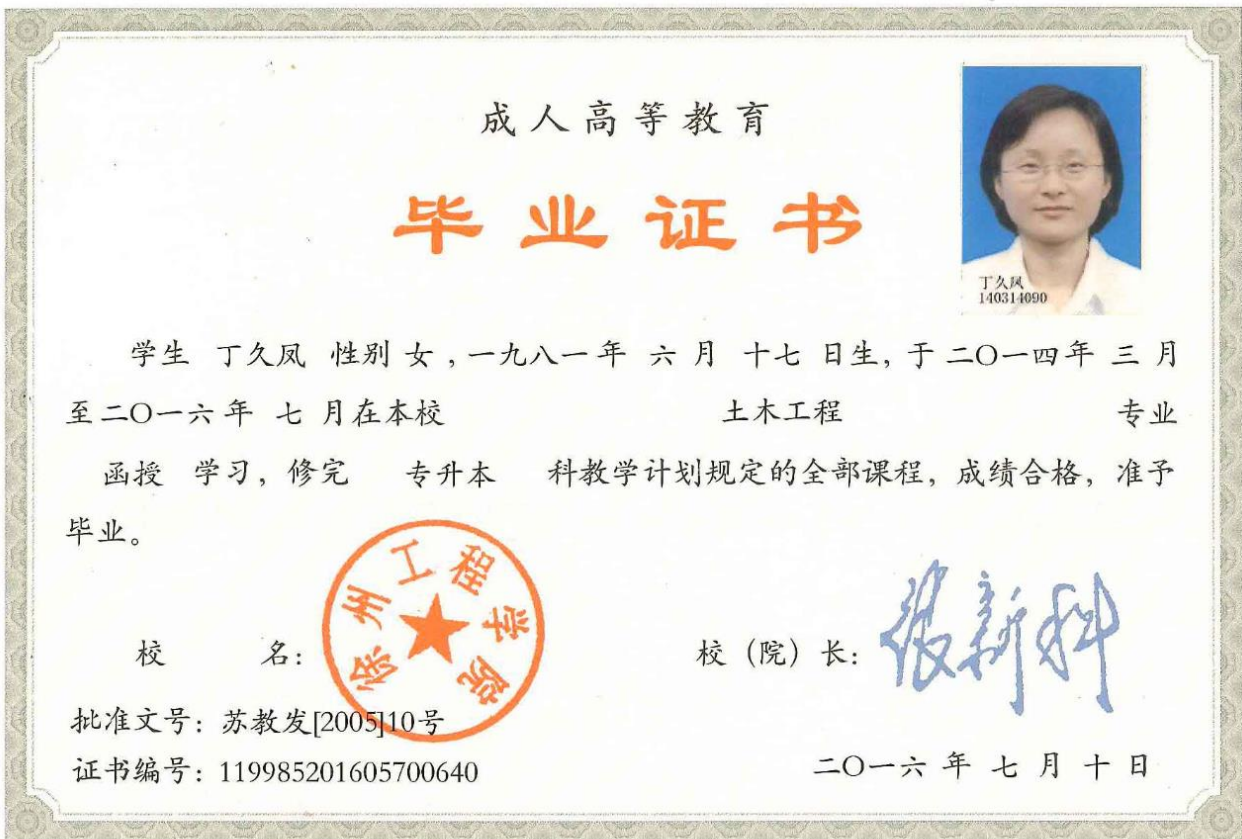 成人高等教育
毕业证书
丁久凤
140314090
学生 丁久凤 性别 女，一九八一年 六 月 十七 日生，于二〇一四年 三 月
至二〇一六年 七 月在本校 土木工程 专业
函授 学习，修完 专升本 科教学计划规定的全部课程，成绩合格，准予
毕业。
徐州工程学院
校 名： 校（院）长：张新科
批准文号：苏教发[2005]10号
证书编号：119985201605700640
二〇一六年 七 月 十 日